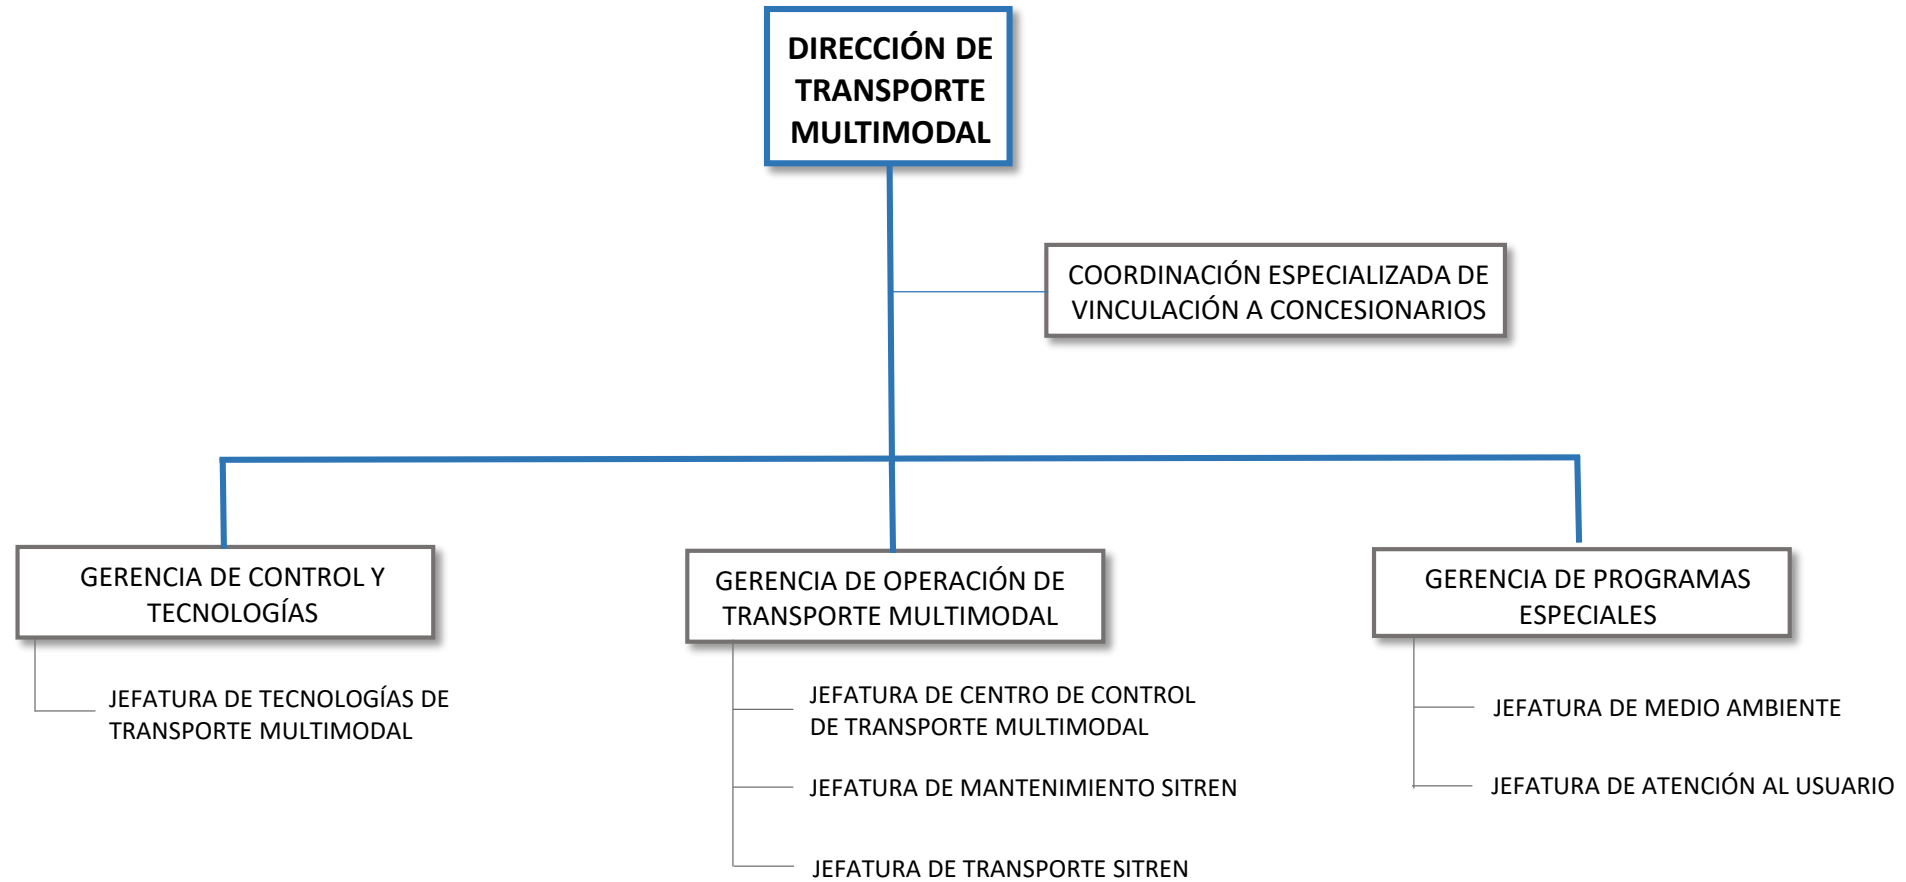 DIRECCIÓN DE
TRANSPORTE
MULTIMODAL
COORDINACIÓN ESPECIALIZADA DE
VINCULACIÓN A CONCESIONARIOS
GERENCIA DE CONTROL Y
TECNOLOGÍAS
JEFATURA DE TECNOLOGÍAS DE
TRANSPORTE MULTIMODAL
GERENCIA DE OPERACIÓN DE
TRANSPORTE MULTIMODAL
JEFATURA DE CENTRO DE CONTROL
DE TRANSPORTE MULTIMODAL
JEFATURA DE MANTENIMIENTO SITREN
JEFATURA DE TRANSPORTE SITREN
GERENCIA DE PROGRAMAS
ESPECIALES
JEFATURA DE MEDIO AMBIENTE
JEFATURA DE ATENCIÓN AL USUARIO